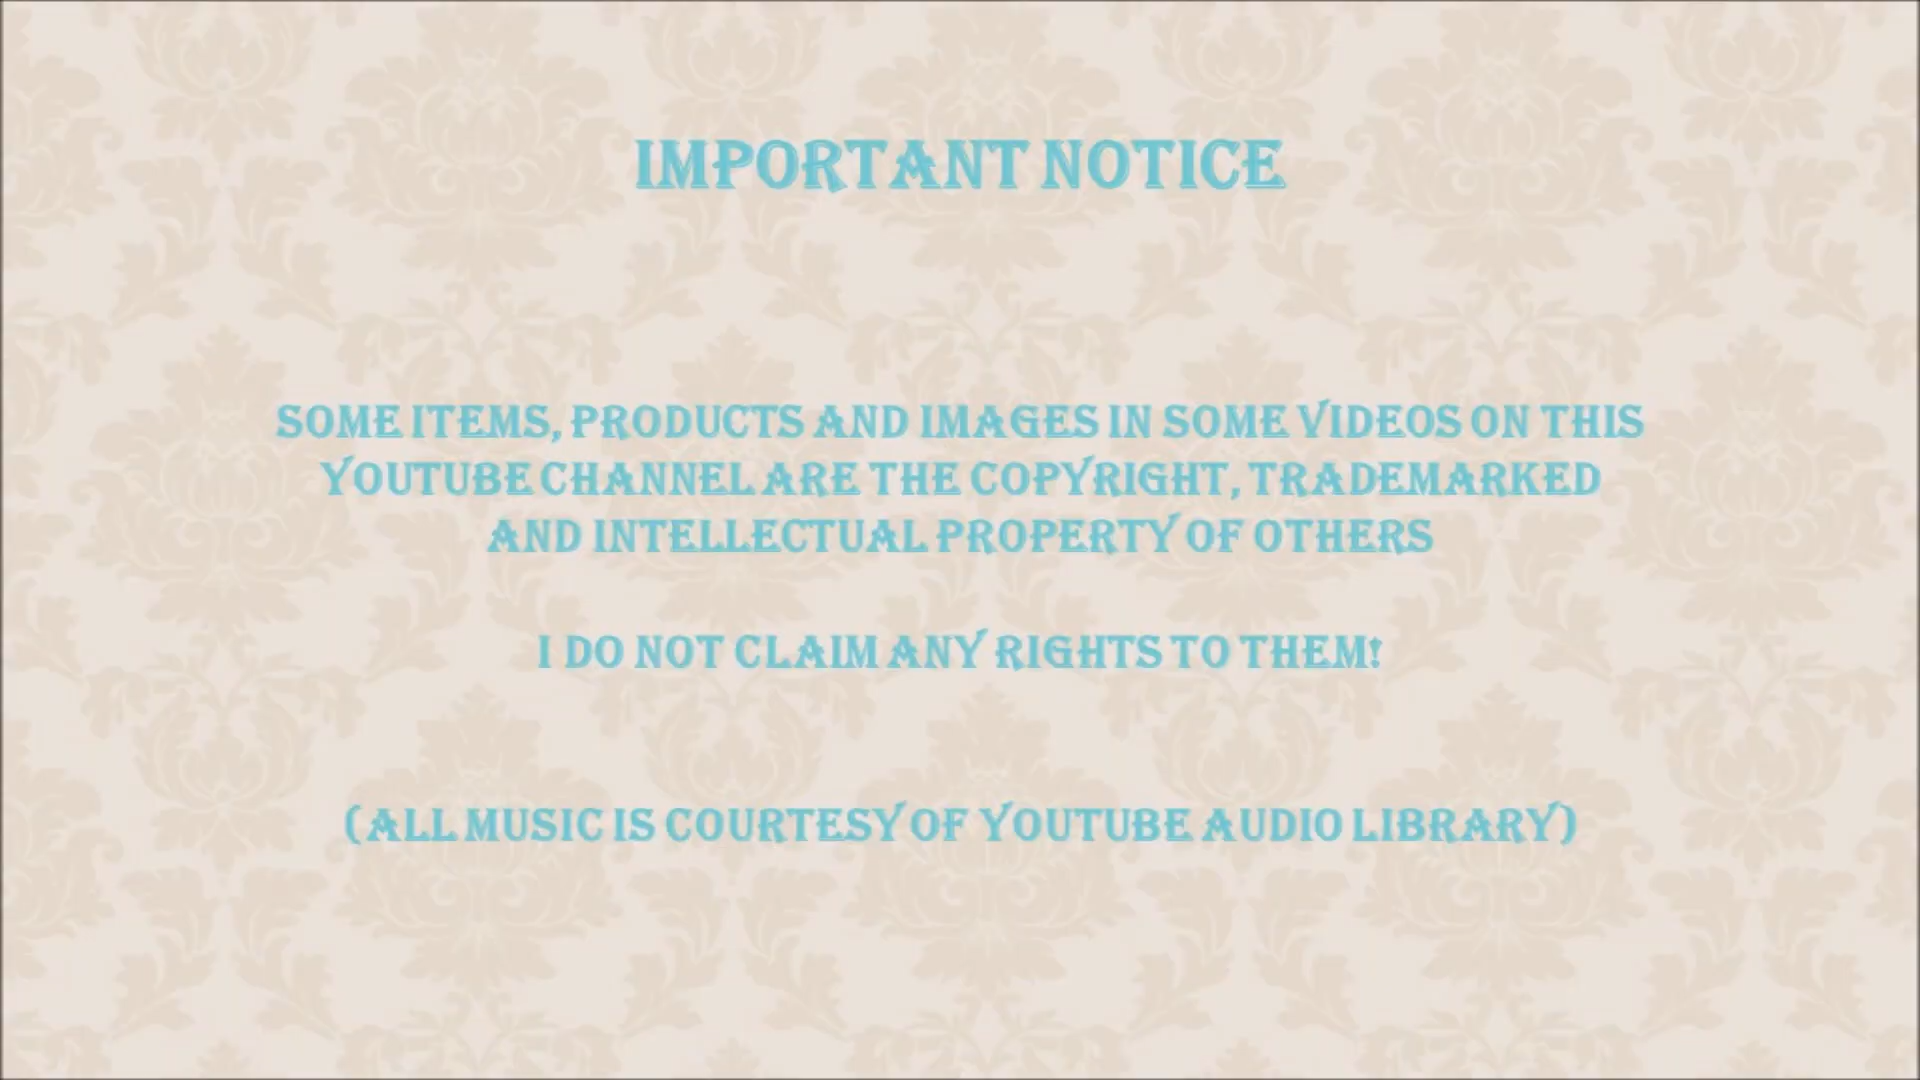 IMPORTANT NOTICE
SOME ITEMS, PRODUCTS AND IMAGES IN SOME VIDEOS ON THIS
YOUTUBE CHANNEL ARE THE COPYRIGHT, TRADEMARKED
AND INTELLECTUAL PROPERTY OF OTHERS
I DO NOT CLAIM ANY RIGHTS TO THEM!
(ALL MUSIC IS COURTESY OF YOUTUBE AUDIO LIBRARY)